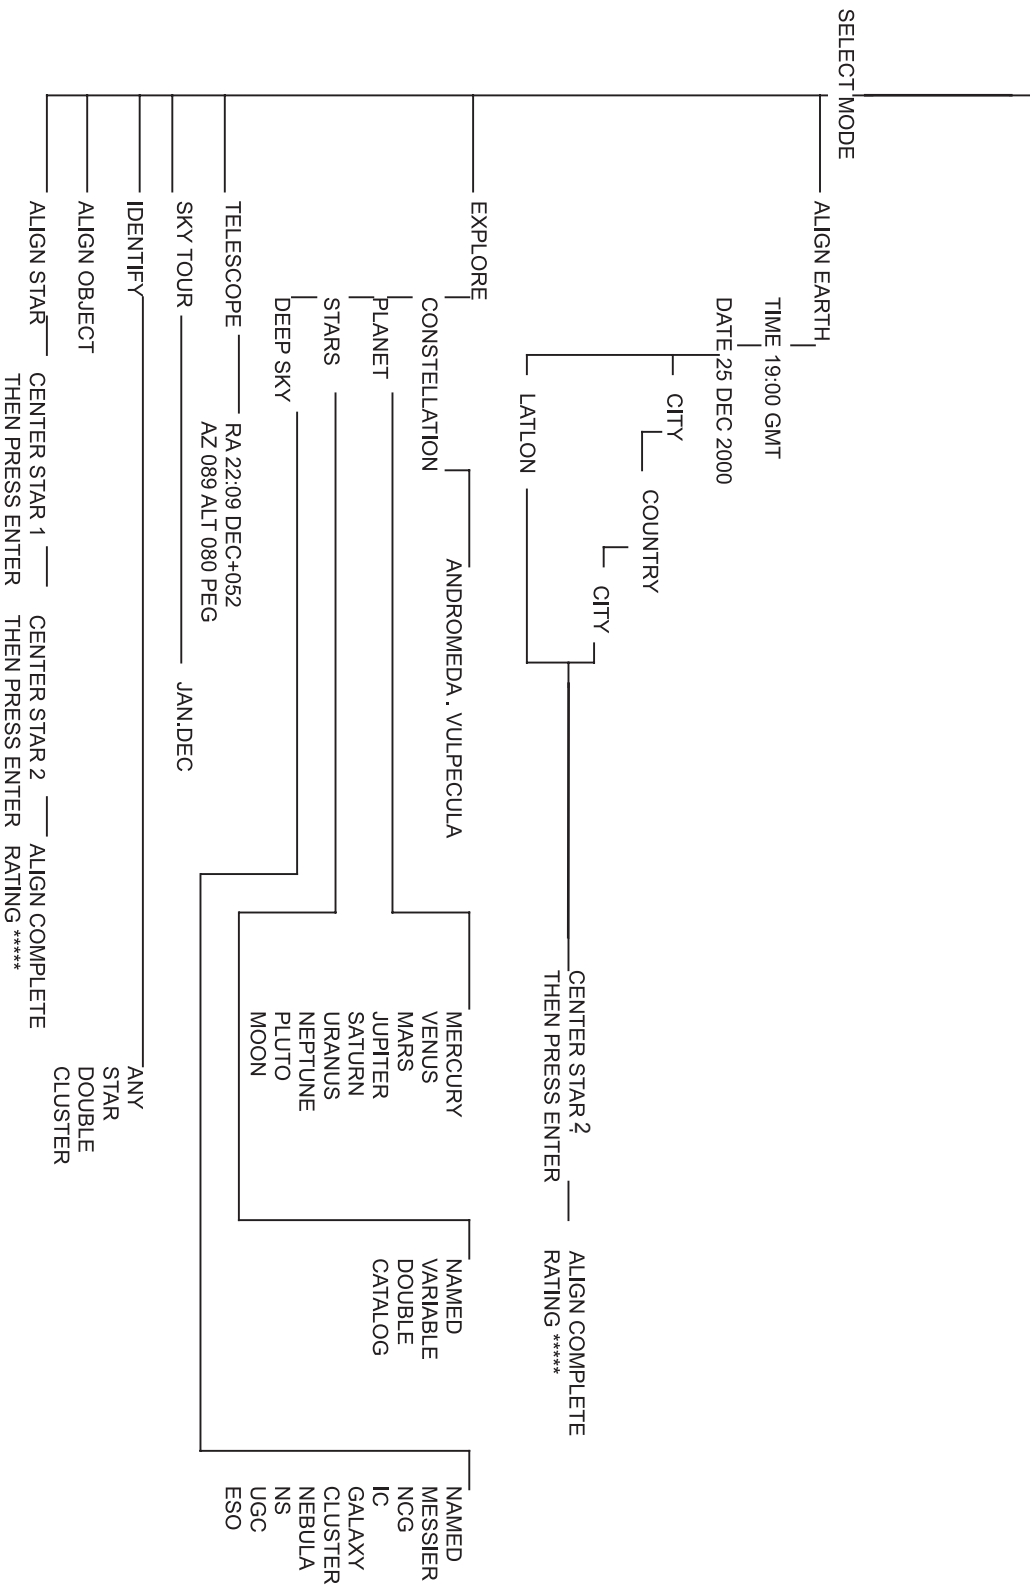 SELECT MODE
ALIGN EARTH
TIME 19:00 GMT
DATE 25 DEC 2000
CITY
COUNTRY
CITY
LATLON
CENTER STAR 2
THEN PRESS ENTER
ALIGN COMPLETE
RATING *****
EXPLORE
CONSTELLATION
ANDROMEDA . VULPECULA
PLANET
MERCURY
VENUS
MARS
JUPITER
SATURN
URANUS
NEPTUNE
PLUTO
MOON
STARS
NAMED
VARIABLE
DOUBLE
CATALOG
DEEP SKY
NAMED
MESSIER
NCG
IC
GALAXY
CLUSTER
NEBULA
NS
UGC
ESO
TELESCOPE
RA 22:09 DEC+052
AZ 089 ALT 080 PEG
SKY TOUR
JAN.DEC
IDENTIFY
ANY
STAR
DOUBLE
CLUSTER
ALIGN OBJECT
ALIGN STAR
CENTER STAR 1
THEN PRESS ENTER
CENTER STAR 2
THEN PRESS ENTER
ALIGN COMPLETE
RATING *****